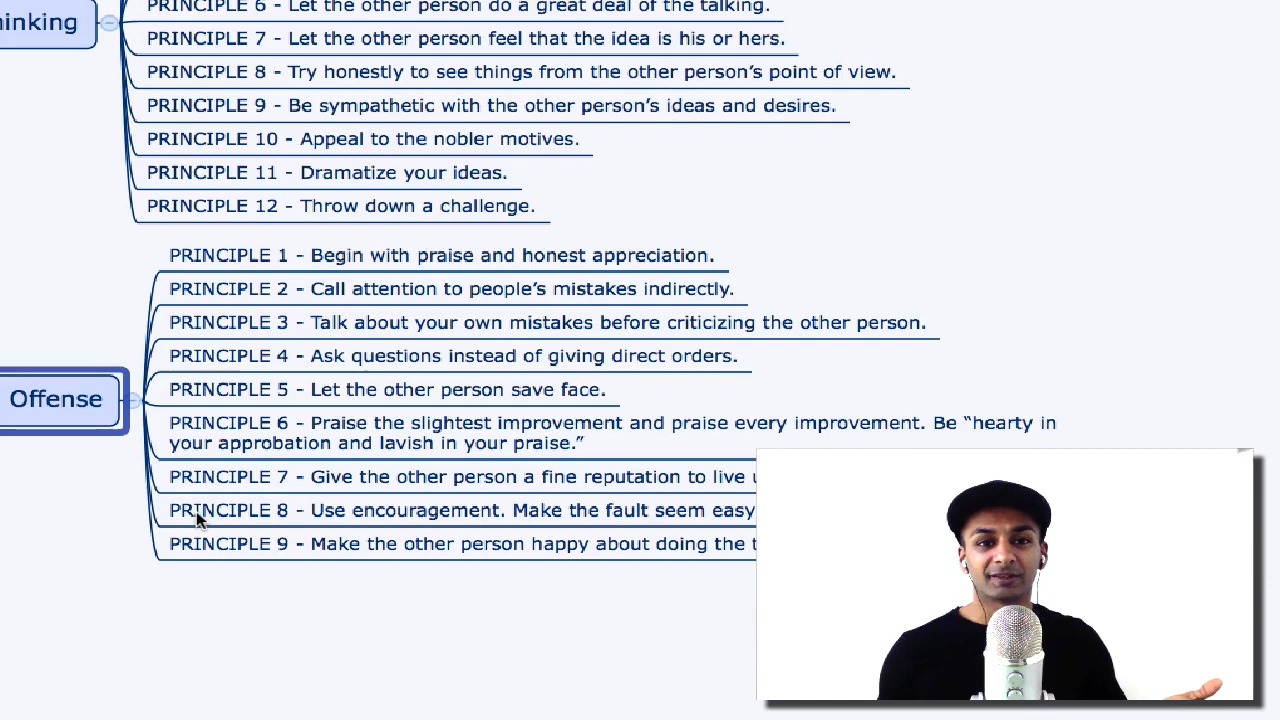 PRINCIPLE 6 - Let the other person do a great deal of the talking.
PRINCIPLE 7 - Let the other person feel that the idea is his or hers.
PRINCIPLE 8 - Try honestly to see things from the other person’s point of view.
PRINCIPLE 9 - Be sympathetic with the other person’s ideas and desires.
PRINCIPLE 10 - Appeal to the nobler motives.
PRINCIPLE 11 - Dramatize your ideas.
PRINCIPLE 12 - Throw down a challenge.
PRINCIPLE 1 - Begin with praise and honest appreciation.
PRINCIPLE 2 - Call attention to people’s mistakes indirectly.
PRINCIPLE 3 - Talk about your own mistakes before criticizing the other person.
PRINCIPLE 4 - Ask questions instead of giving direct orders.
Offense
PRINCIPLE 5 - Let the other person save face.
PRINCIPLE 6 - Praise the slightest improvement and praise every improvement. Be “hearty in
your approbation and lavish in your praise.”
PRINCIPLE 7 - Give the other person a fine reputation to live
PRINCIPLE 8 - Use encouragement. Make the fault seem easy
PRINCIPLE 9 - Make the other person happy about doing the